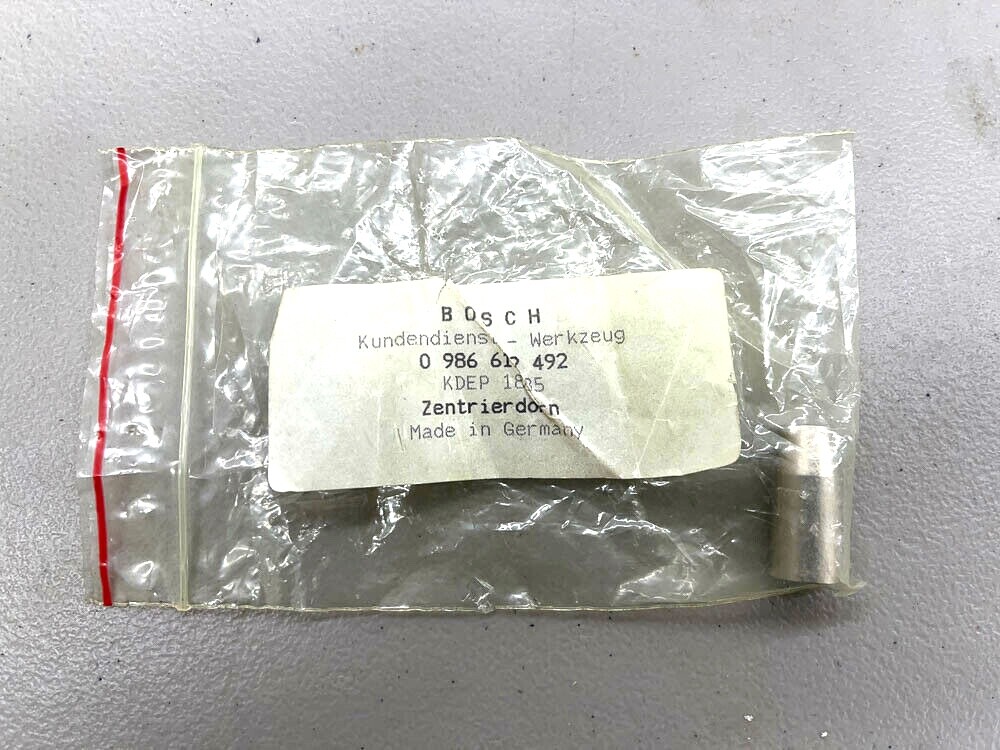 BOSCH
Kundendienst - Werkzeug
0 986 492
KDEP
Zentrierdorn
Made in Germany